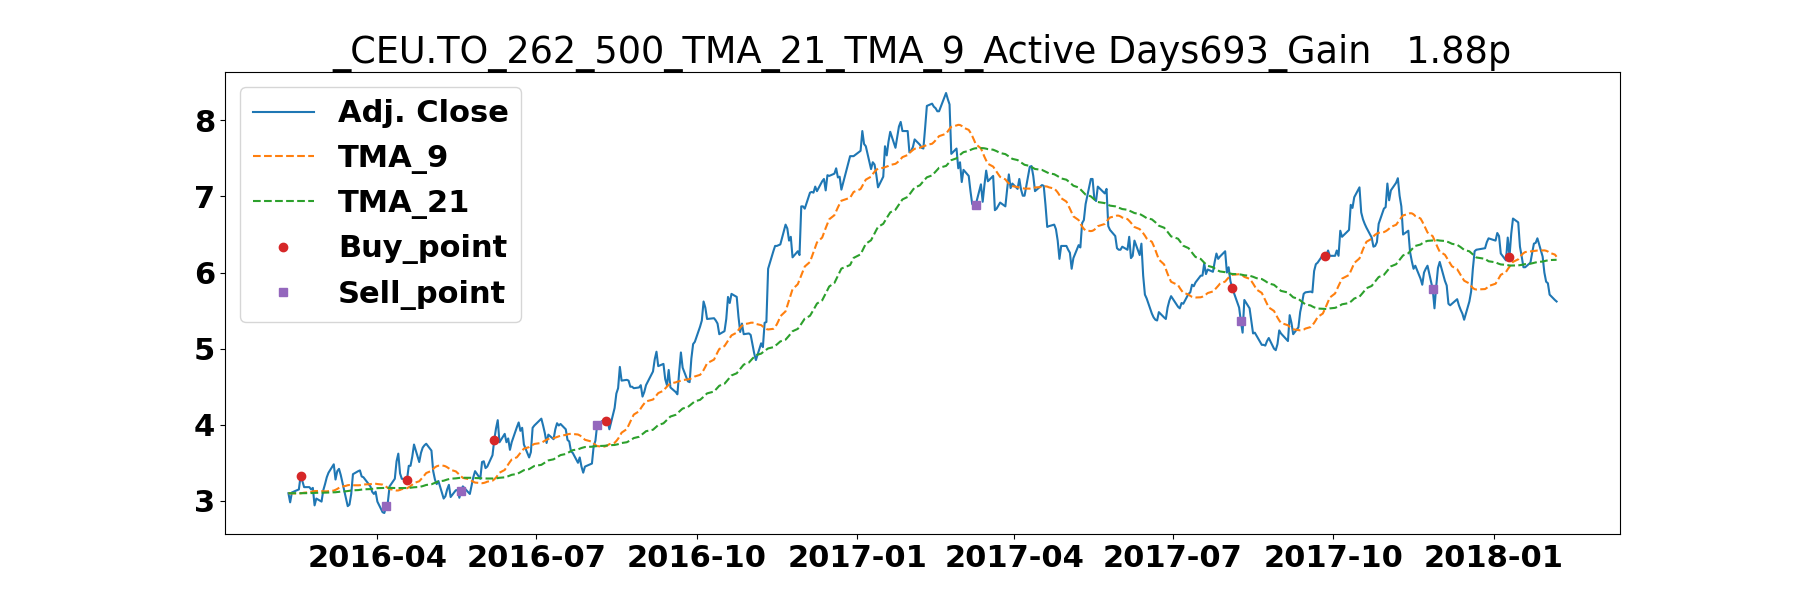 _CEU.TO_262_500_TMA_21_TMA_9_Active Days693_Gain   1.88p
Adj. Close
TMA_9
TMA_21
Buy_point
Sell_point
8
7
6
5
4
3
2016-04 2016-07 2016-10 2017-01 2017-04 2017-07 2017-10 2018-01